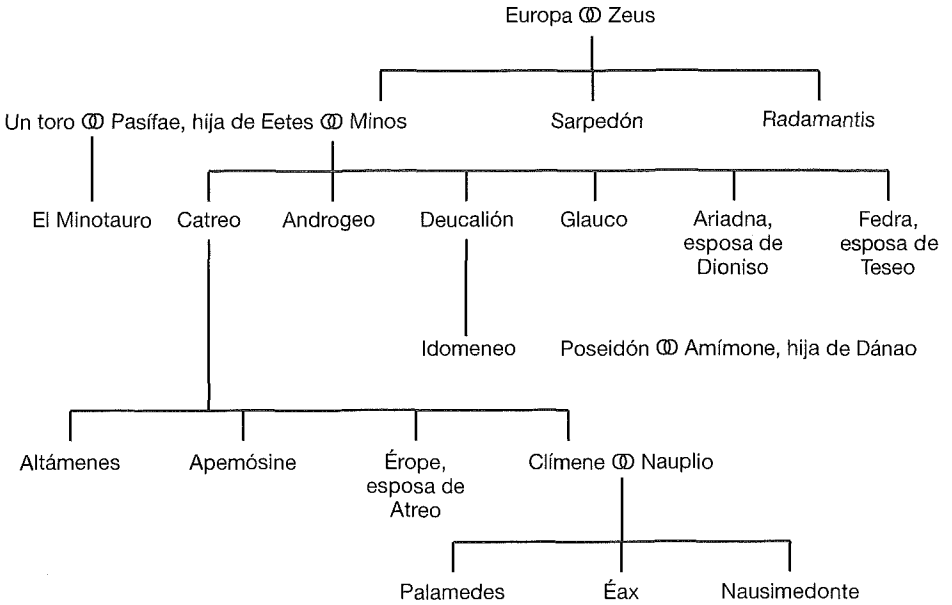 Europa ⚭ Zeus
Un toro ⚭ Pasífae, hija de Eetes ⚭ Minos
Sarpedón
Radamantis
El Minotauro
Catreo
Androgeo
Deucalión
Glauco
Ariadna,
esposa de
Dioniso
Fedra,
esposa de
Teseo
Idomeneo
Poseidón ⚭ Amímone, hija de Dánao
Altámenes
Apemósine
Érope,
esposa de
Atreo
Clímene ⚭ Nauplio
Palamedes
Éax
Nausimedonte